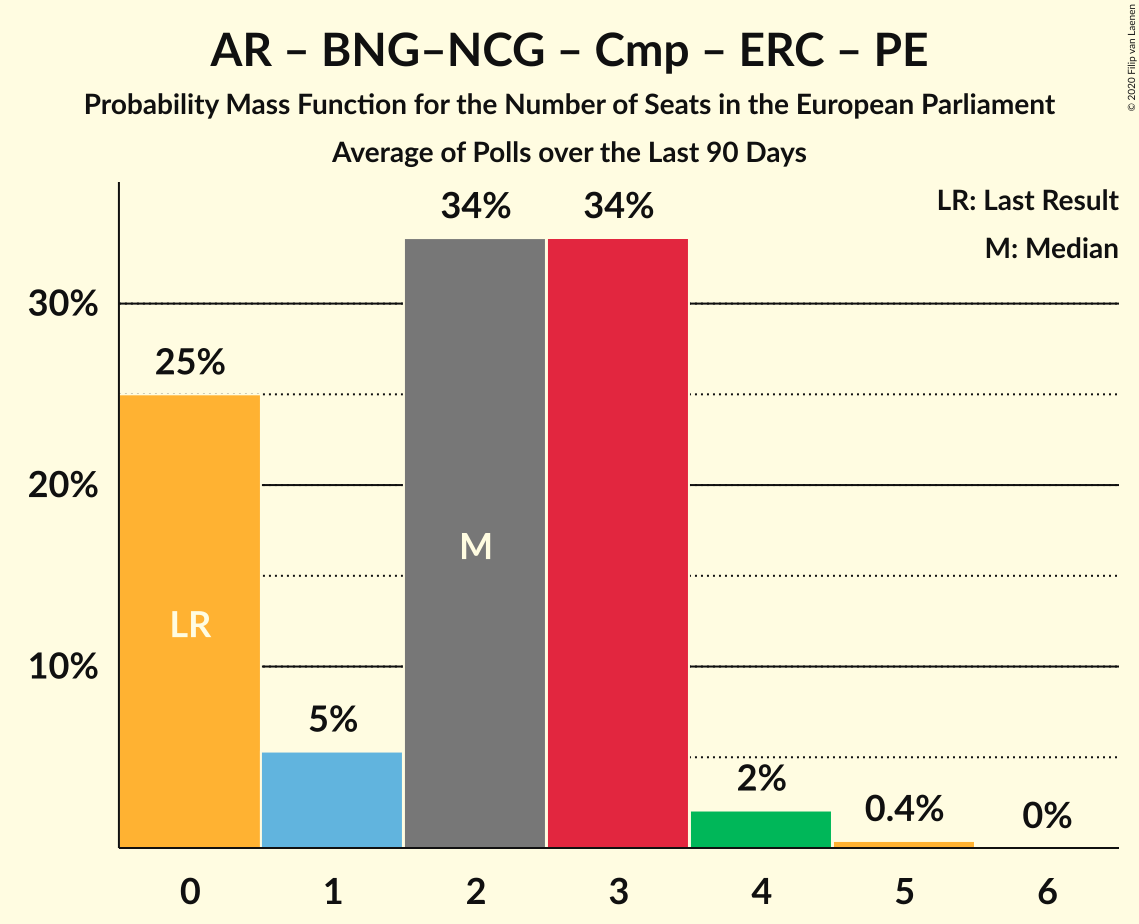 AR – BNG–NCG – Cmp – ERC – PE
Probability Mass Function for the Number of Seats in the European Parliament
Average of Polls over the Last 90 Days
© 2020 Filip van Laenen
LR: Last Result
M: Median
34%
34%
30%
25%
20%
M
LR
10%
5%
2%
0.4%
0%
0
1
2
3
4
5
6